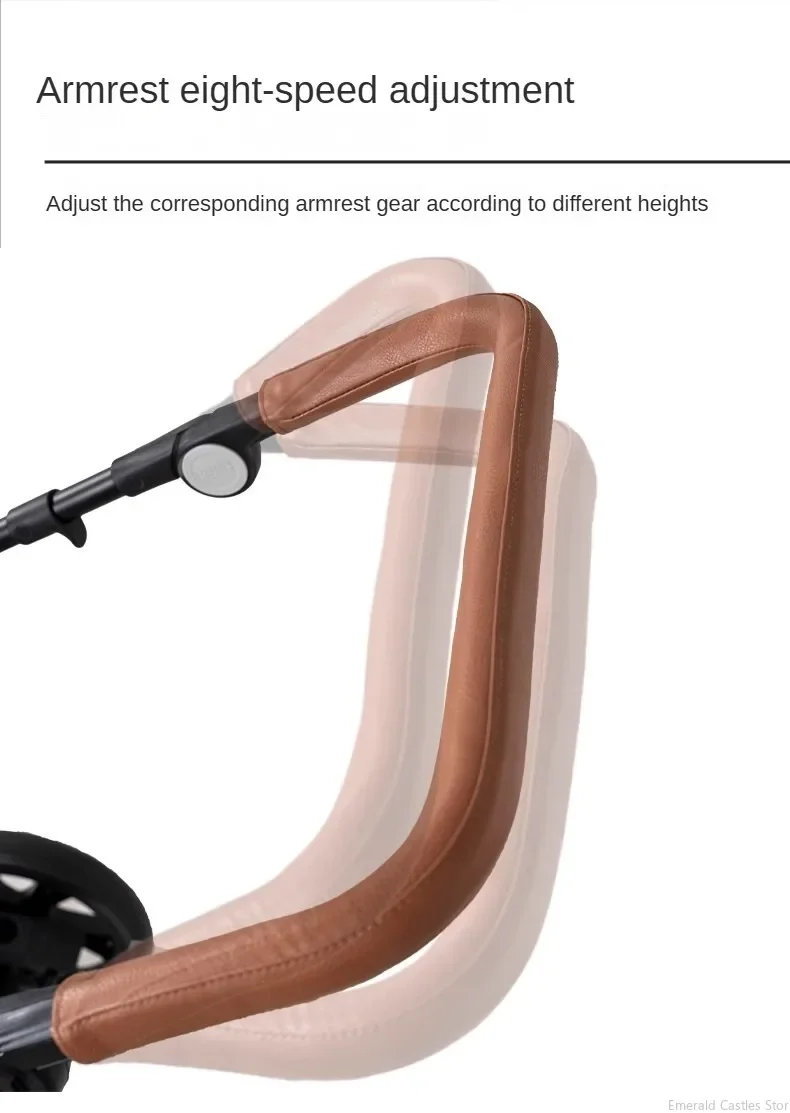 Armrest eight-speed adjustment
Adjust the corresponding armrest gear according to different heights
Emerald Castles Stor